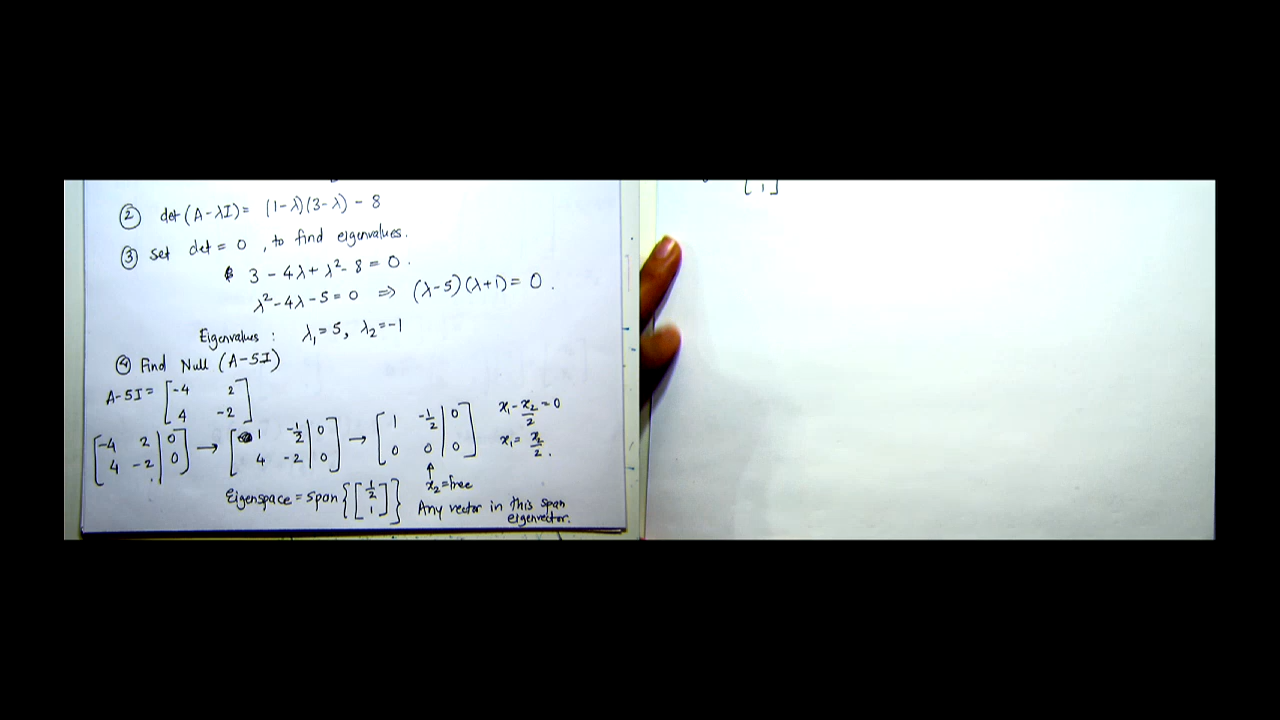 ② det(A-λI) = (1-λ)(3-λ) - 8
③ Set det = 0, to find eigenvalues.
3 - 4λ + λ² - 8 = 0.
λ² - 4λ - 5 = 0 ⇒ (λ-5)(λ+1) = 0.
Eigenvalues: λ₁ = 5, λ₂ = -1
④ Find Null (A-5I)
A-5I = [-4 2
4 -2]
[-4 2 | 0 → [1 -1/2 | 0 → [1 -1/2 | 0 x₁ - x₂/2 = 0
4 -2 | 0] 4 -2 | 0] 0 0 | 0] x₁ = x₂/2.
↑
x₂ = free
Eigenspace = span {[1/2
1]} Any vector in this span
eigenvector.
1]